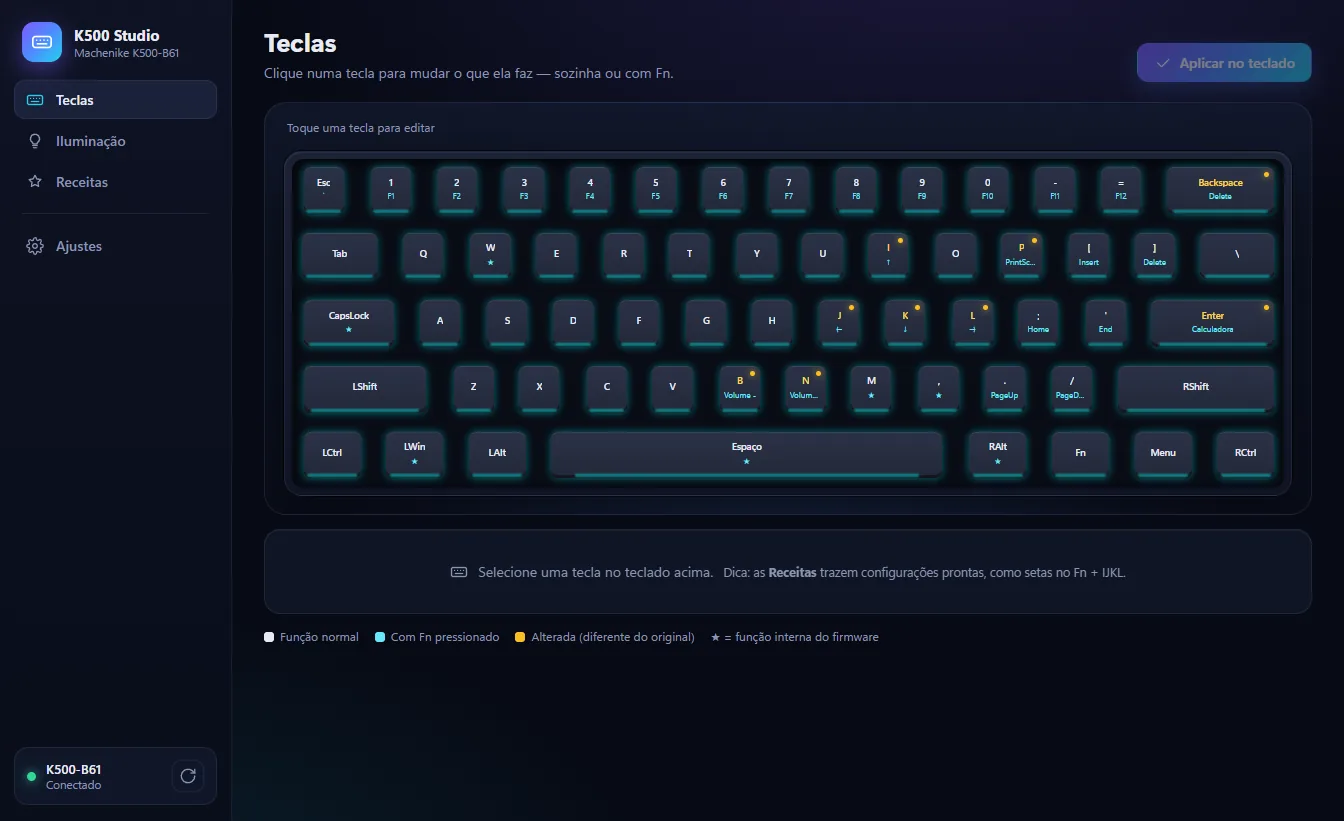 K500 Studio
Machenike K500-B61
Teclas
Iluminação
Receitas
Ajustes
K500-B61
Conectado
Teclas
Clique numa tecla para mudar o que ela faz — sozinha ou com Fn.
Aplicar no teclado
Toque uma tecla para editar
Esc 1 2 3 4 5 6 7 8 9 0 - = Backspace
` F1 F2 F3 F4 F5 F6 F7 F8 F9 F10 F11 F12 Delete
Tab Q W E R T Y U I O P [ ] \
★ ↑ PrintSc... Insert Delete
CapsLock A S D F G H J K L ; ' Enter
★ ← ↓ → Home End Calculadora
LShift Z X C V B N M , . / RShift
Volume - Volum... ★ ★ PageUp PageD...
LCtrl LWin LAlt Espaço RAlt Fn Menu RCtrl
★ ★ ★
Selecione uma tecla no teclado acima. Dica: as Receitas trazem configurações prontas, como setas no Fn + IJKL.
Função normal Com Fn pressionado Alterada (diferente do original) ★ = função interna do firmware